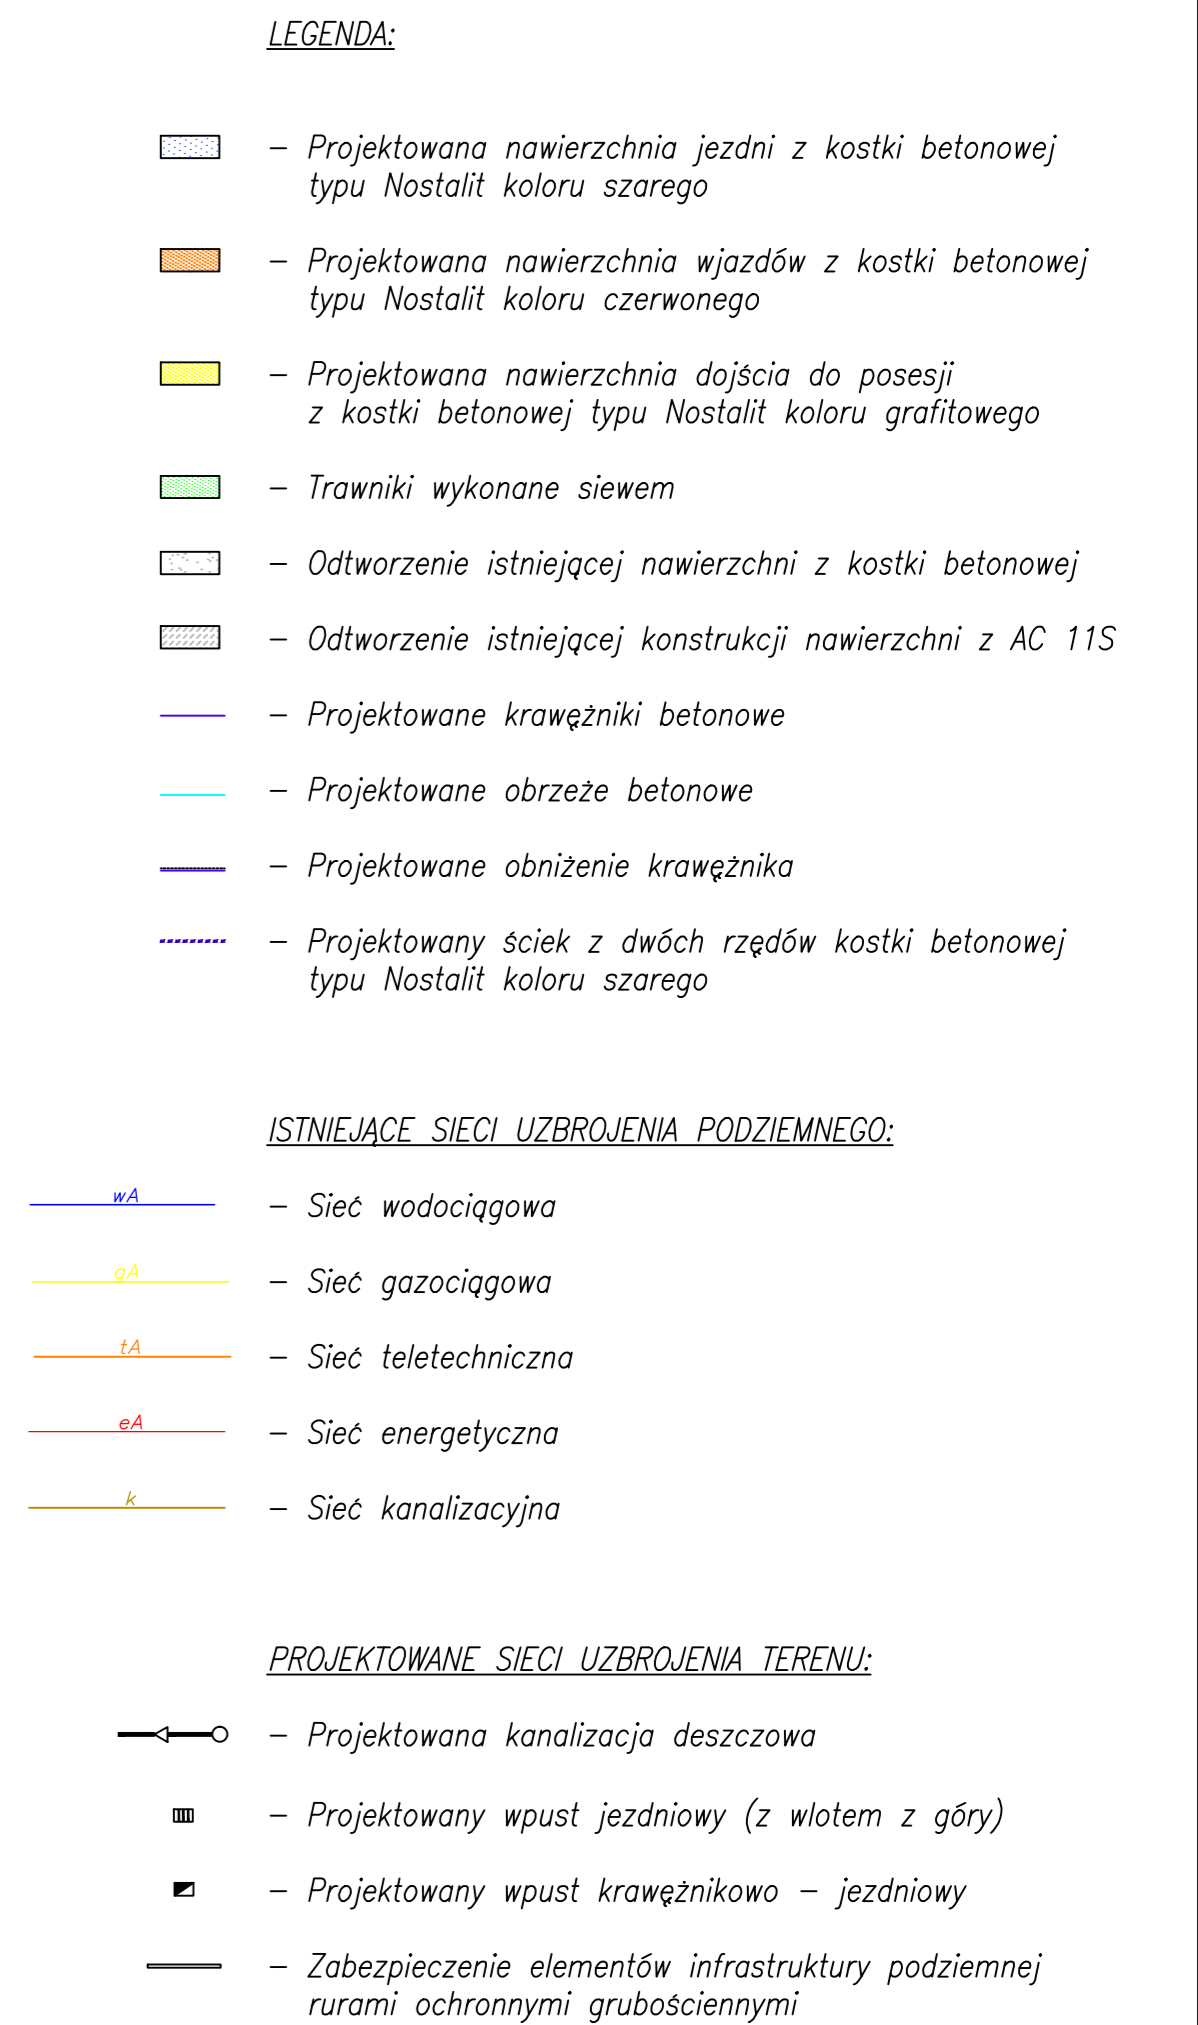 LEGENDA:
– Projektowana nawierzchnia jezdni z kostki betonowej
typu Nostalit koloru szarego
– Projektowana nawierzchnia wjazdów z kostki betonowej
typu Nostalit koloru czerwonego
– Projektowana nawierzchnia dojścia do posesji
z kostki betonowej typu Nostalit koloru grafitowego
– Trawniki wykonane siewem
– Odtworzenie istniejącej nawierzchni z kostki betonowej
– Odtworzenie istniejącej konstrukcji nawierzchni z AC 11S
– Projektowane krawężniki betonowe
– Projektowane obrzeże betonowe
– Projektowane obniżenie krawężnika
– Projektowany ściek z dwóch rzędów kostki betonowej
typu Nostalit koloru szarego
ISTNIEJĄCE SIECI UZBROJENIA PODZIEMNEGO:
wA – Sieć wodociągowa
gA – Sieć gazociągowa
tA – Sieć teletechniczna
eA – Sieć energetyczna
k – Sieć kanalizacyjna
PROJEKTOWANE SIECI UZBROJENIA TERENU:
– Projektowana kanalizacja deszczowa
– Projektowany wpust jezdniowy (z wlotem z góry)
– Projektowany wpust krawężnikowo – jezdniowy
– Zabezpieczenie elementów infrastruktury podziemnej
rurami ochronnymi grubościennymi